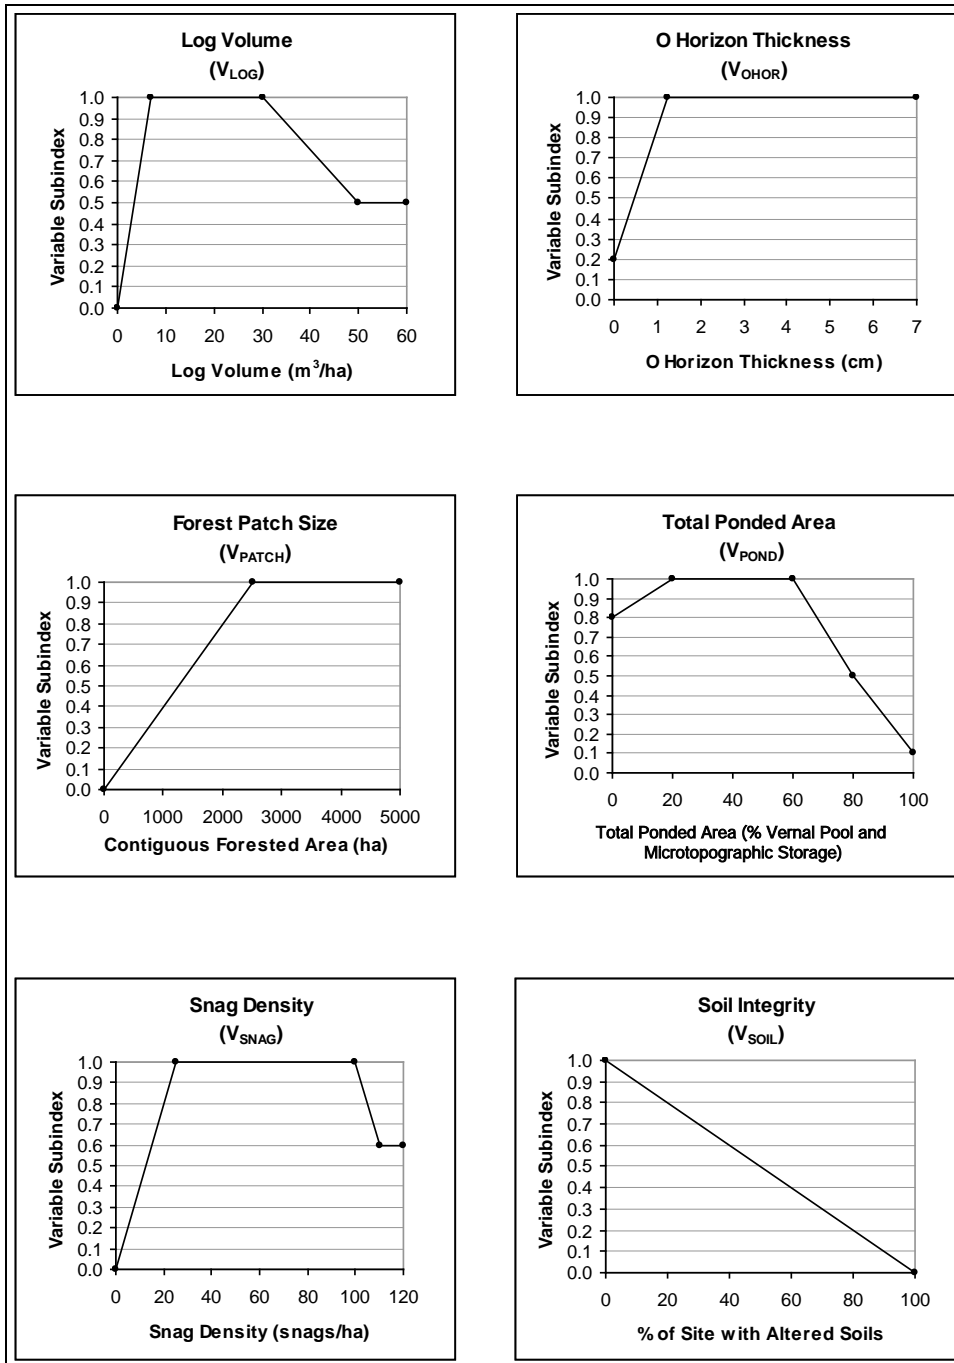 Log Volume
(VLOG)
Variable Subindex
1.0
0.9
0.8
0.7
0.6
0.5
0.4
0.3
0.2
0.1
0.0
0 10 20 30 40 50 60
Log Volume (m³/ha)
O Horizon Thickness
(VOHOR)
Variable Subindex
1.0
0.9
0.8
0.7
0.6
0.5
0.4
0.3
0.2
0.1
0.0
0 1 2 3 4 5 6 7
O Horizon Thickness (cm)
Forest Patch Size
(VPATCH)
Variable Subindex
1.0
0.9
0.8
0.7
0.6
0.5
0.4
0.3
0.2
0.1
0.0
0 1000 2000 3000 4000 5000
Contiguous Forested Area (ha)
Total Ponded Area
(VPOND)
Variable Subindex
1.0
0.9
0.8
0.7
0.6
0.5
0.4
0.3
0.2
0.1
0.0
0 20 40 60 80 100
Total Ponded Area (% Vernal Pool and
Microtopographic Storage)
Snag Density
(VSNAG)
Variable Subindex
1.0
0.9
0.8
0.7
0.6
0.5
0.4
0.3
0.2
0.1
0.0
0 20 40 60 80 100 120
Snag Density (snags/ha)
Soil Integrity
(VSOIL)
Variable Subindex
1.0
0.9
0.8
0.7
0.6
0.5
0.4
0.3
0.2
0.1
0.0
0 20 40 60 80 100
% of Site with Altered Soils